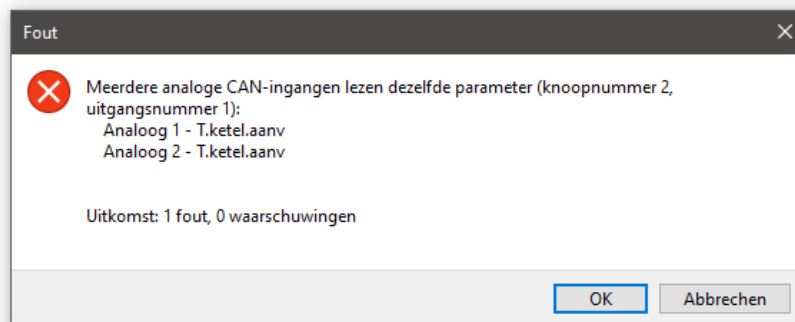 Fout
Meerdere analoge CAN-ingangen lezen dezelfde parameter (knoopnummer 2,
uitgangsnummer 1):
Analoog 1 - T.ketel.aanv
Analoog 2 - T.ketel.aanv
Uitkomst: 1 fout, 0 waarschuwingen
OK
Abbrechen